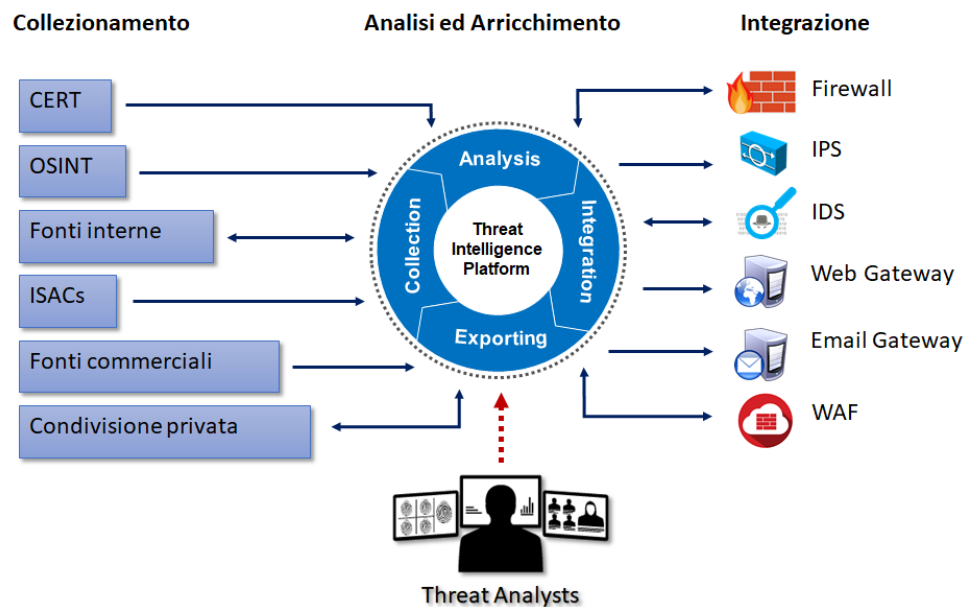 Collezionamento
Analisi ed Arricchimento
Integrazione
CERT
OSINT
Fonti interne
ISACs
Fonti commerciali
Condivisione privata
Analysis
Collection
Integration
Exporting
Threat
Intelligence
Platform
Threat Analysts
Firewall
IPS
IDS
Web Gateway
Email Gateway
WAF